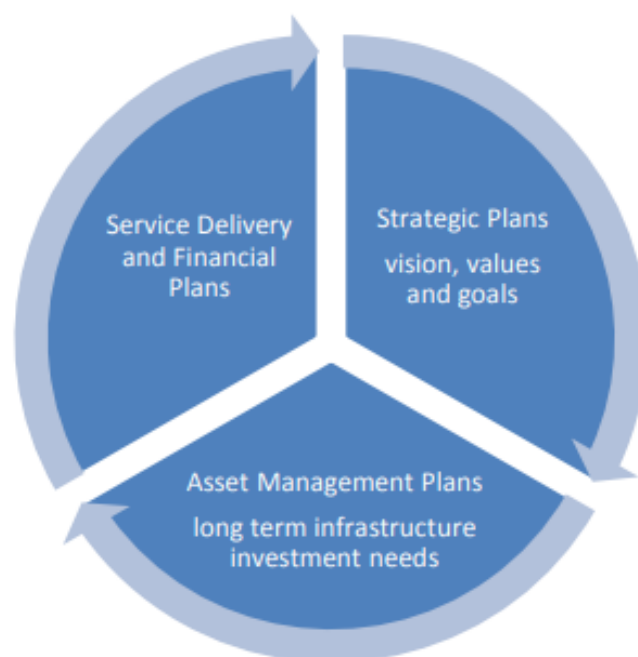 Service Delivery
and Financial
Plans
Strategic Plans
vision, values
and goals
Asset Management Plans
long term infrastructure
investment needs